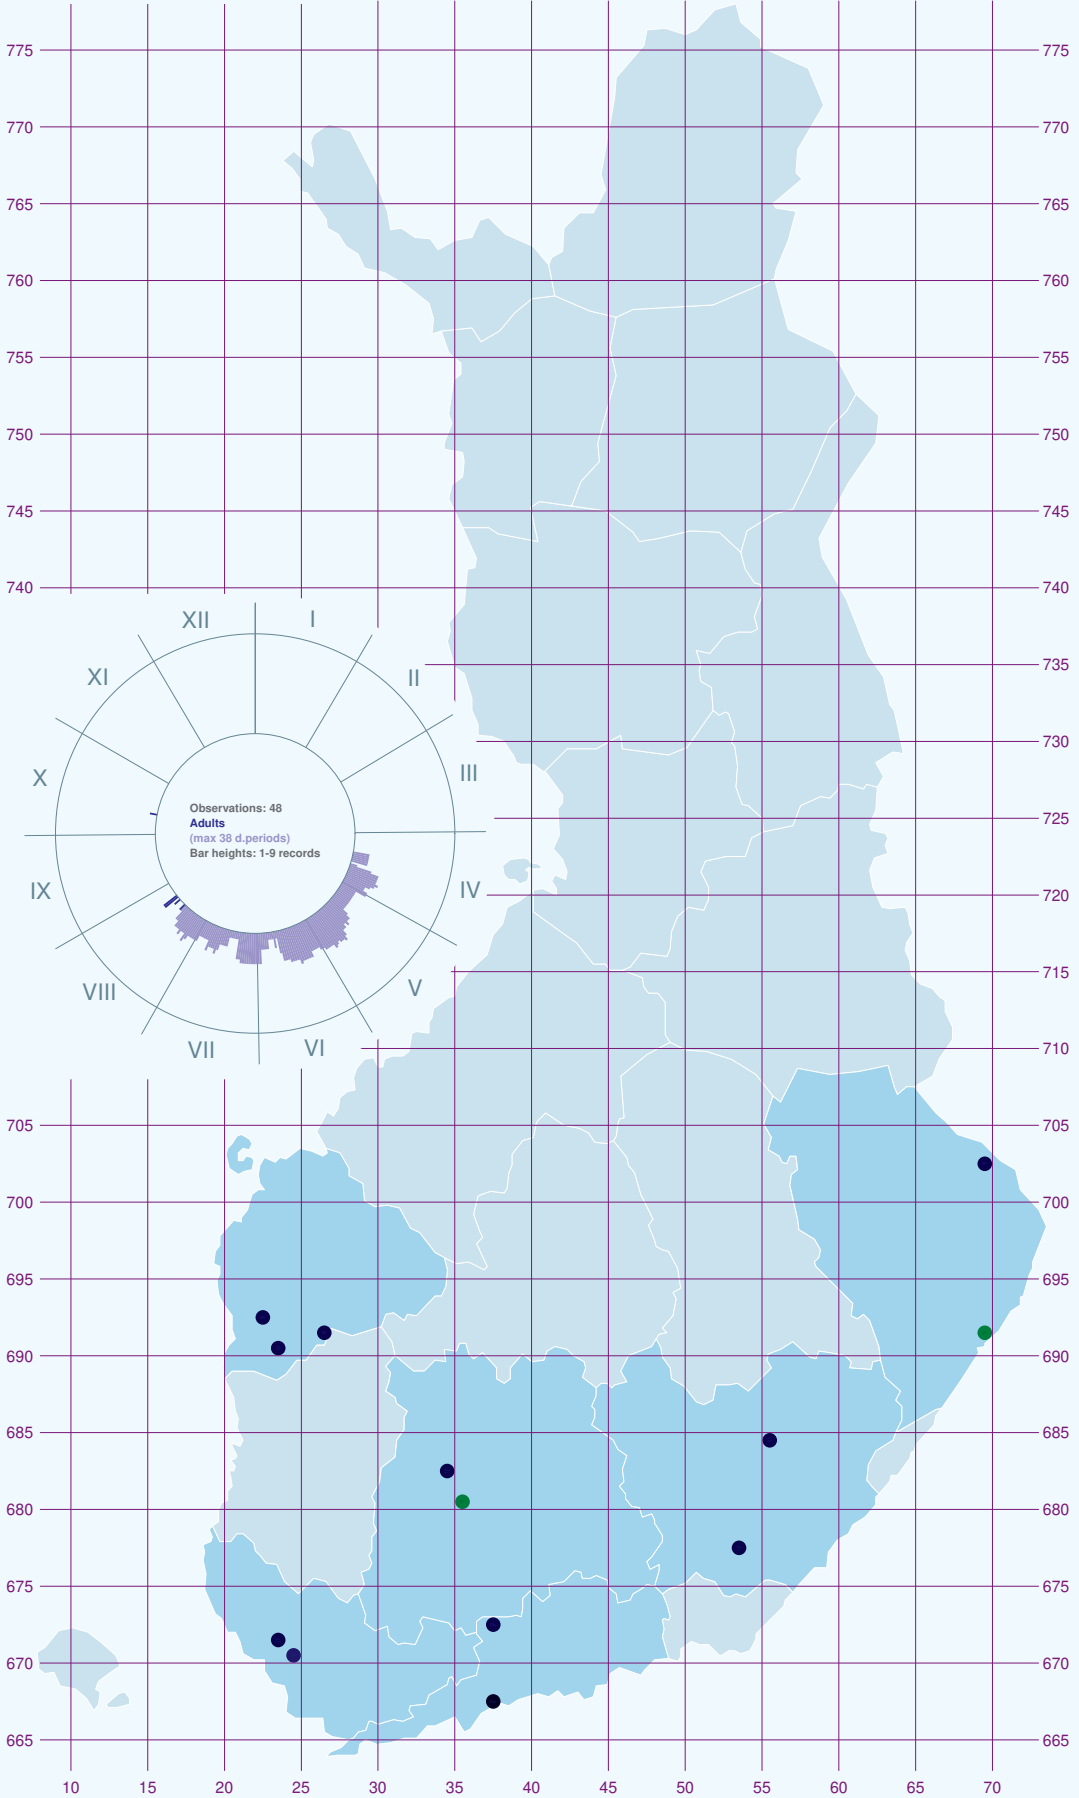 775 775
770 770
765 765
760 760
755 755
750 750
745 745
740 740
XII I
735
XI II
730
X III
Observations: 48
Adults
(max 38 d.periods)
Bar heights: 1-9 records
725
IX IV
720
VIII V
715
VII VI
710
705 705
700 700
695 695
690 690
685 685
680 680
675 675
670 670
665 665
10 15 20 25 30 35 40 45 50 55 60 65 70